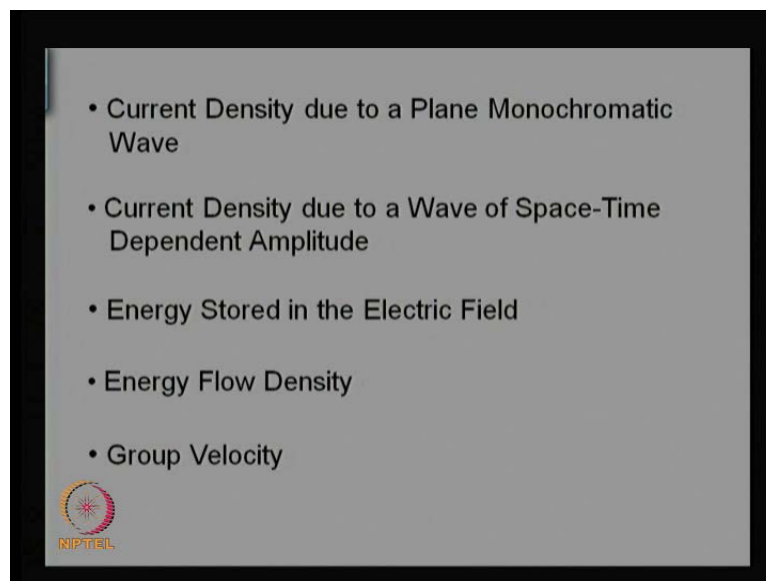 • Current Density due to a Plane Monochromatic
Wave
• Current Density due to a Wave of Space-Time
Dependent Amplitude
• Energy Stored in the Electric Field
• Energy Flow Density
• Group Velocity
NPTEL